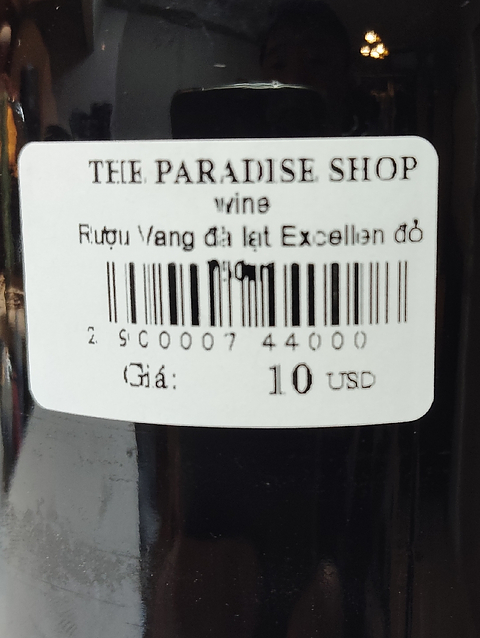 THE PARADISE SHOP
wine
Rượu Vang đà lạt Excellen đỏ
2 900007 44000
Giá: 10 USD